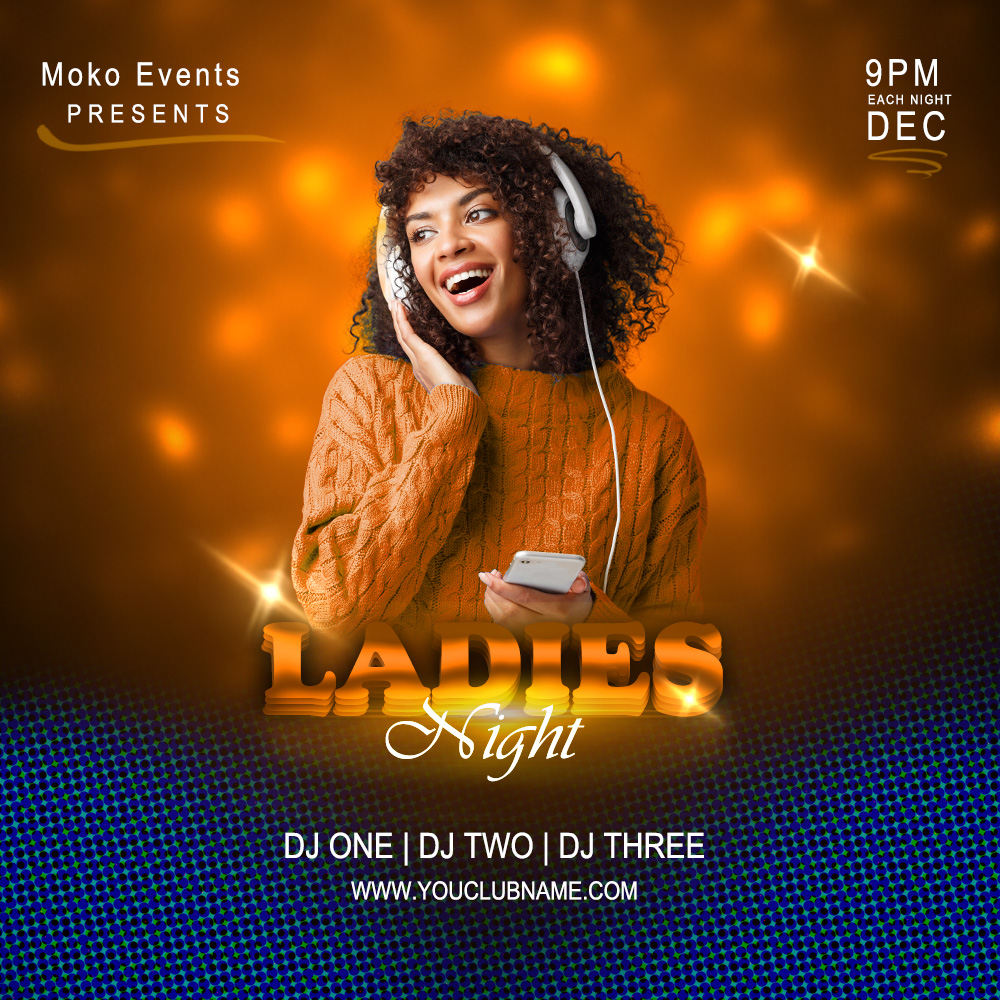 Moko Events
PRESENTS
9PM
EACH NIGHT
DEC
LADIES
Night
DJ ONE | DJ TWO | DJ THREE
WWW.YOUCLUBNAME.COM